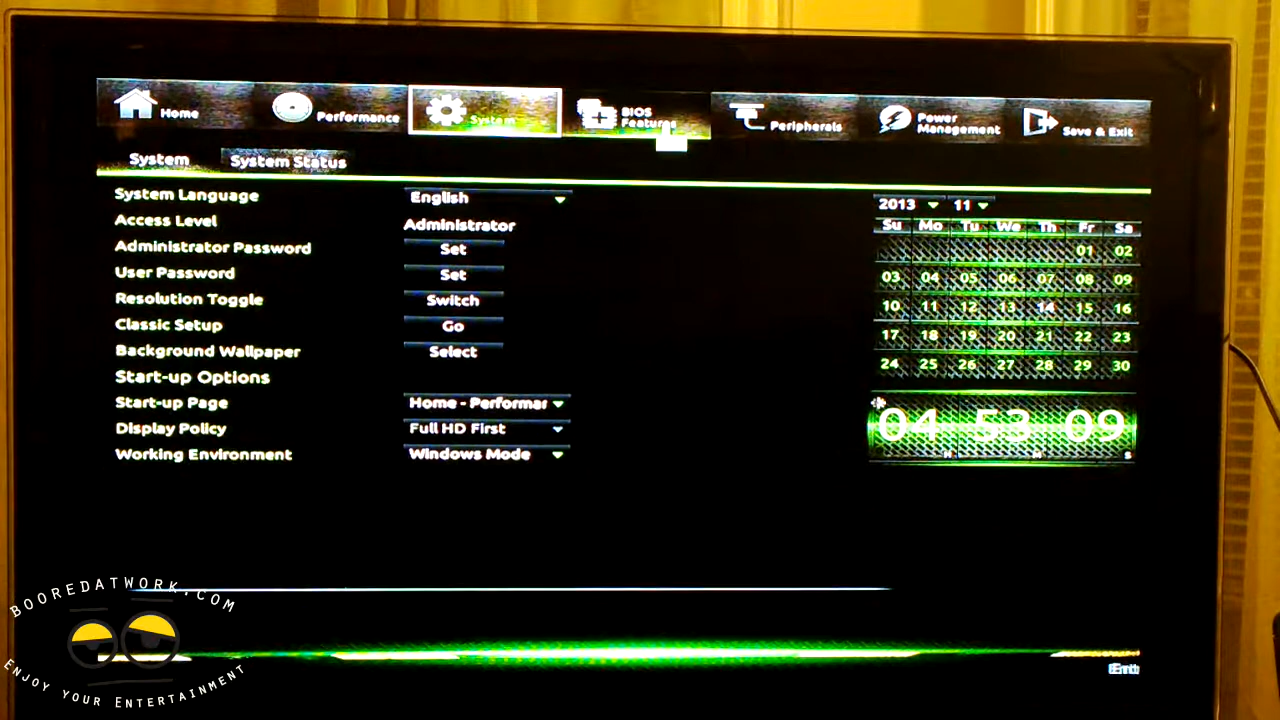 Home
Performance
System
BIOS
Features
Peripherals
Power
Management
Save & Exit
System
System Status
System Language
English
Access Level
Administrator
Administrator Password
Set
User Password
Set
Resolution Toggle
Switch
Classic Setup
Go
Background Wallpaper
Select
Start-up Options
Start-up Page
Home - Performar
Display Policy
Full HD First
Working Environment
Windows Mode
2013 11
Su Mo Tu We Th Fr Sa
01 02
03 04 05 06 07 08 09
10 11 12 13 14 15 16
17 18 19 20 21 22 23
24 25 26 27 28 29 30
04 53 09
H M S
BOOREDATWORK.COM
ENJOY YOUR ENTERTAINMENT